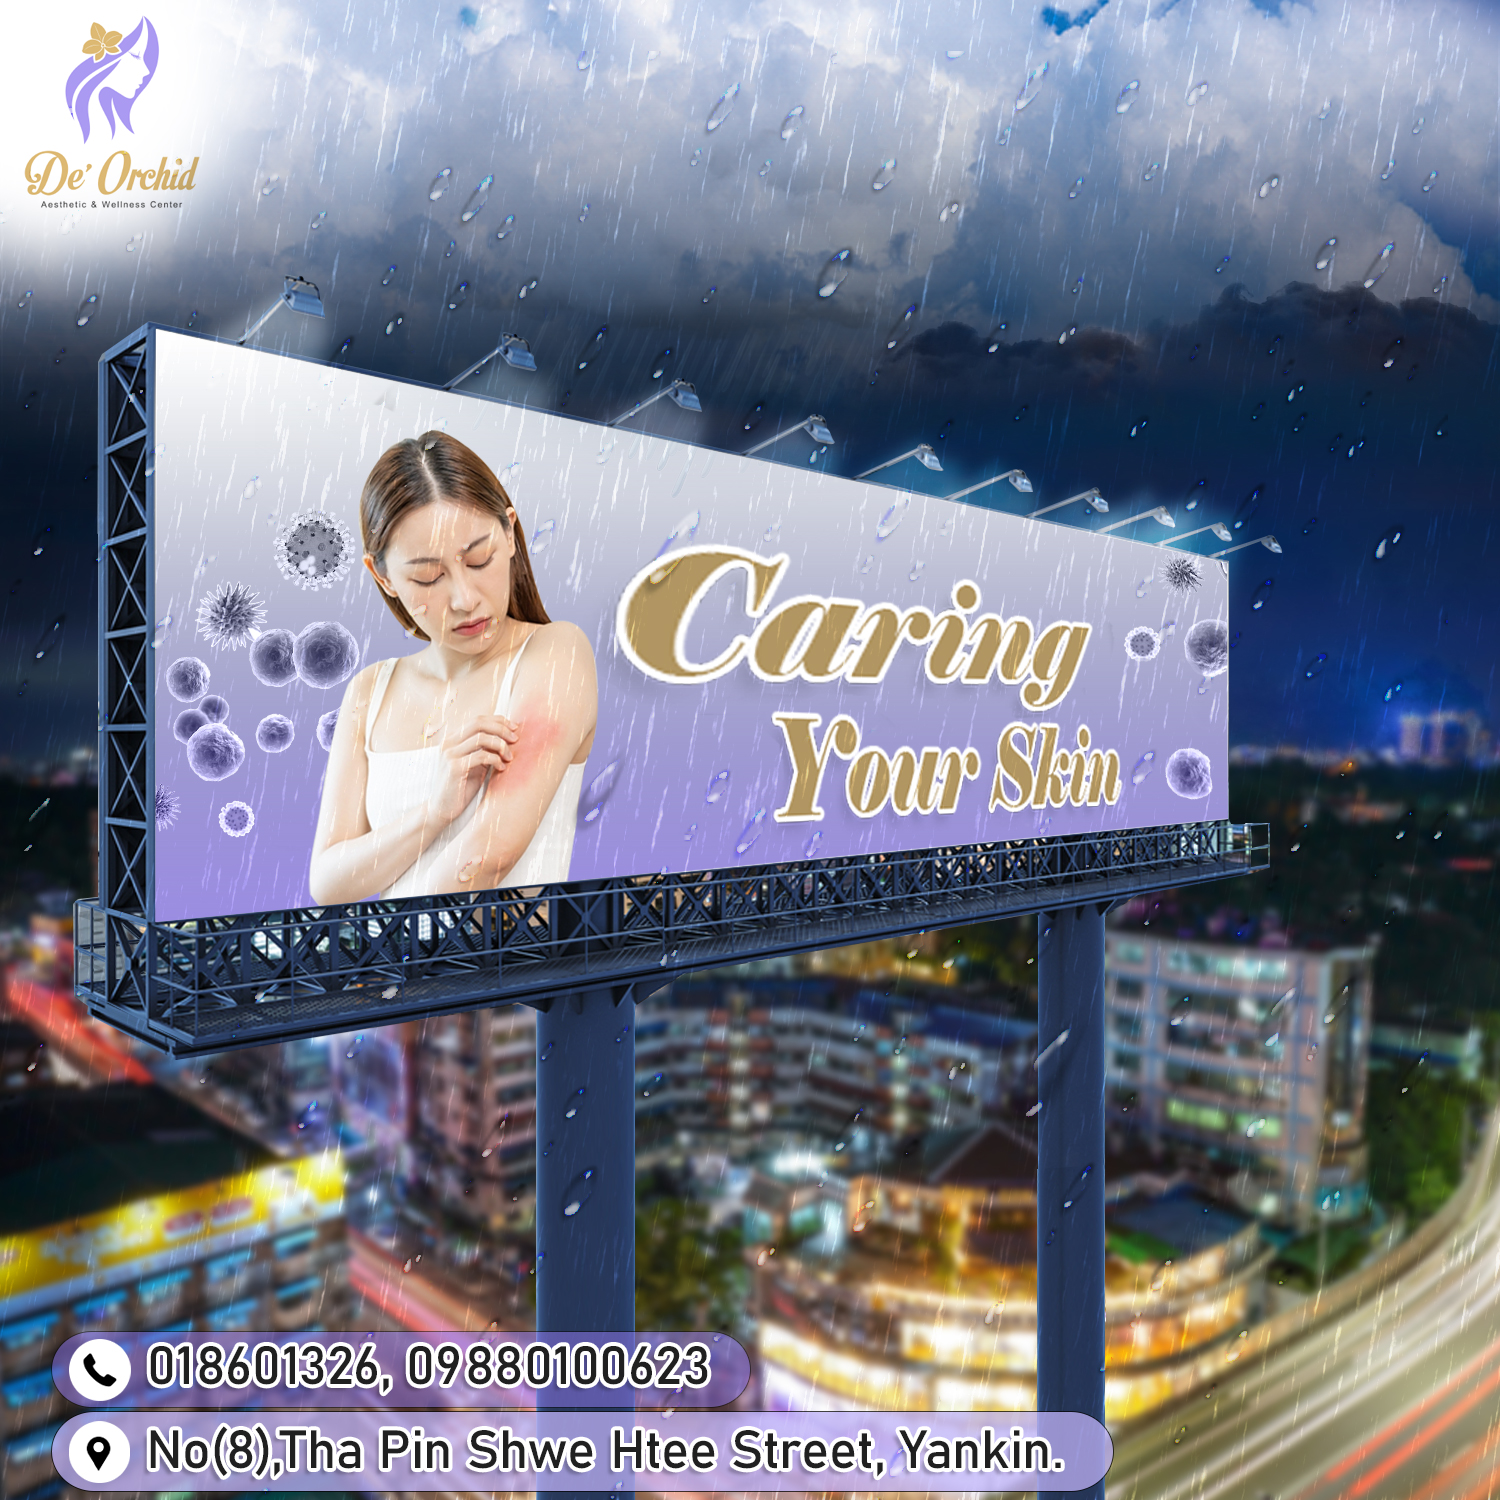 De' Orchid
Aesthetic & Wellness Center
Caring
Your Skin
018601326, 09880100623
No(8),Tha Pin Shwe Htee Street, Yankin.